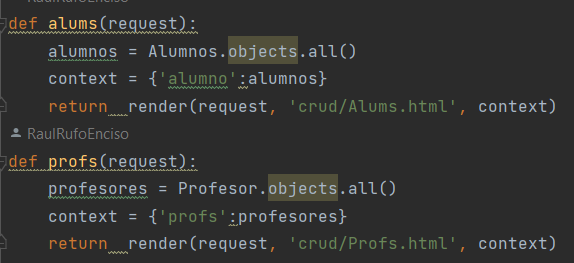 def alums(request):
    alumnos = Alumnos.objects.all()
    context = {'alumno':alumnos}
    return  render(request, 'crud/Alums.html', context)
RaulRufoEnciso
def profs(request):
    profesores = Profesor.objects.all()
    context = {'profs':profesores}
    return  render(request, 'crud/Profs.html', context)